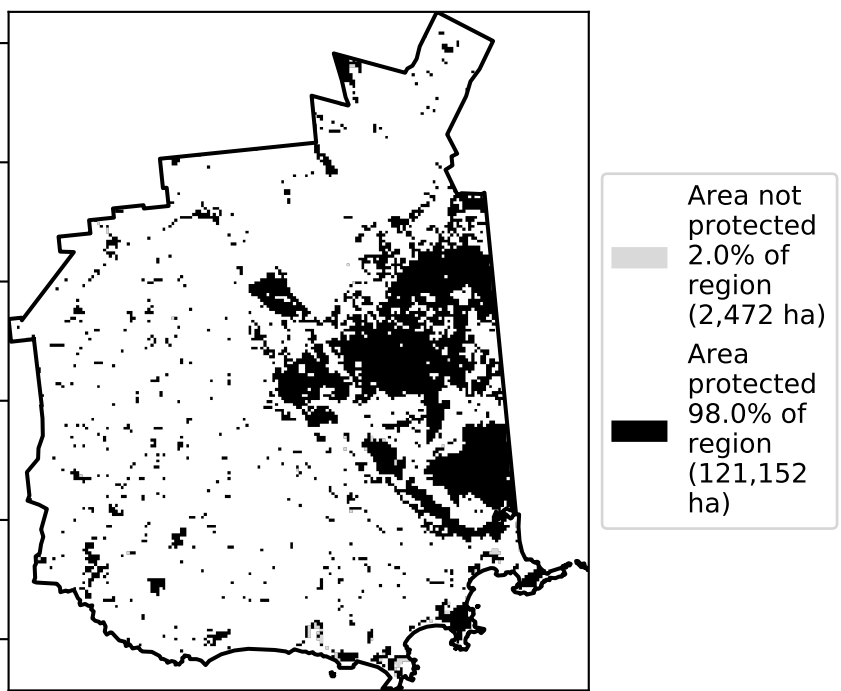 Area not
protected
2.0% of
region
(2,472 ha)
Area
protected
98.0% of
region
(121,152
ha)